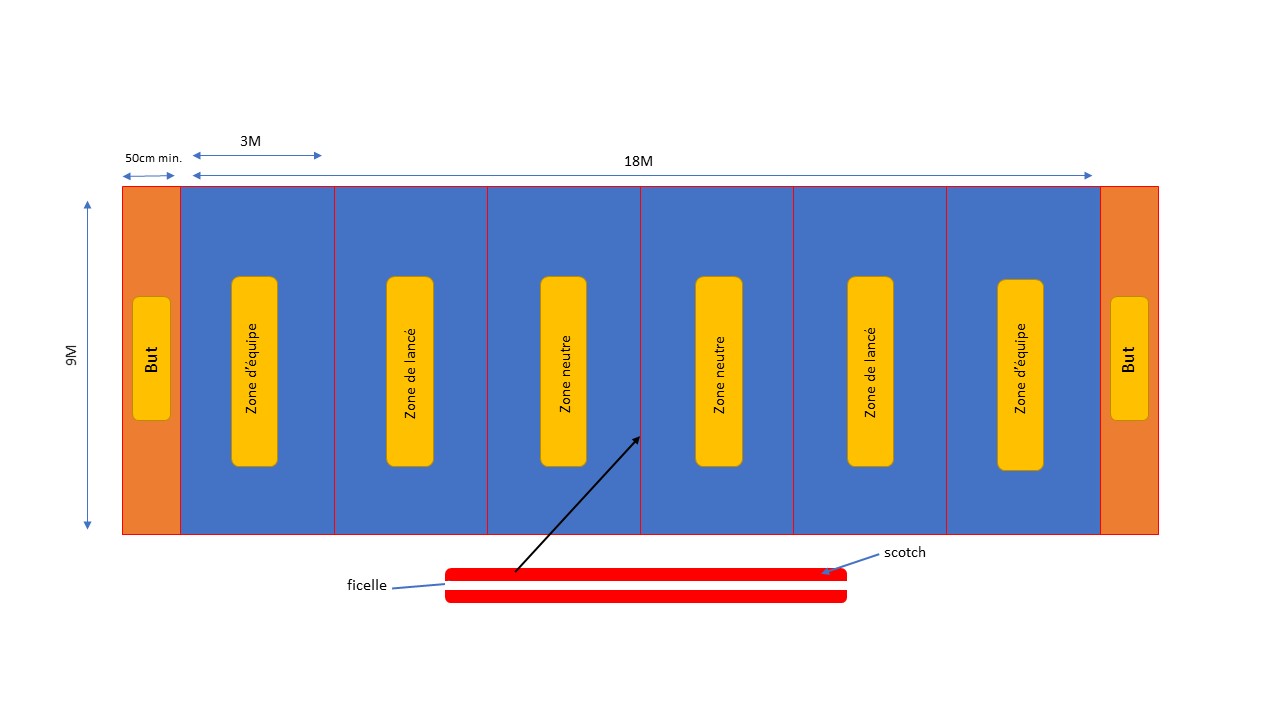 3M
50cm min.
18M
9M
But
Zone d'équipe
Zone de lancé
Zone neutre
Zone neutre
Zone de lancé
Zone d'équipe
But
scotch
ficelle